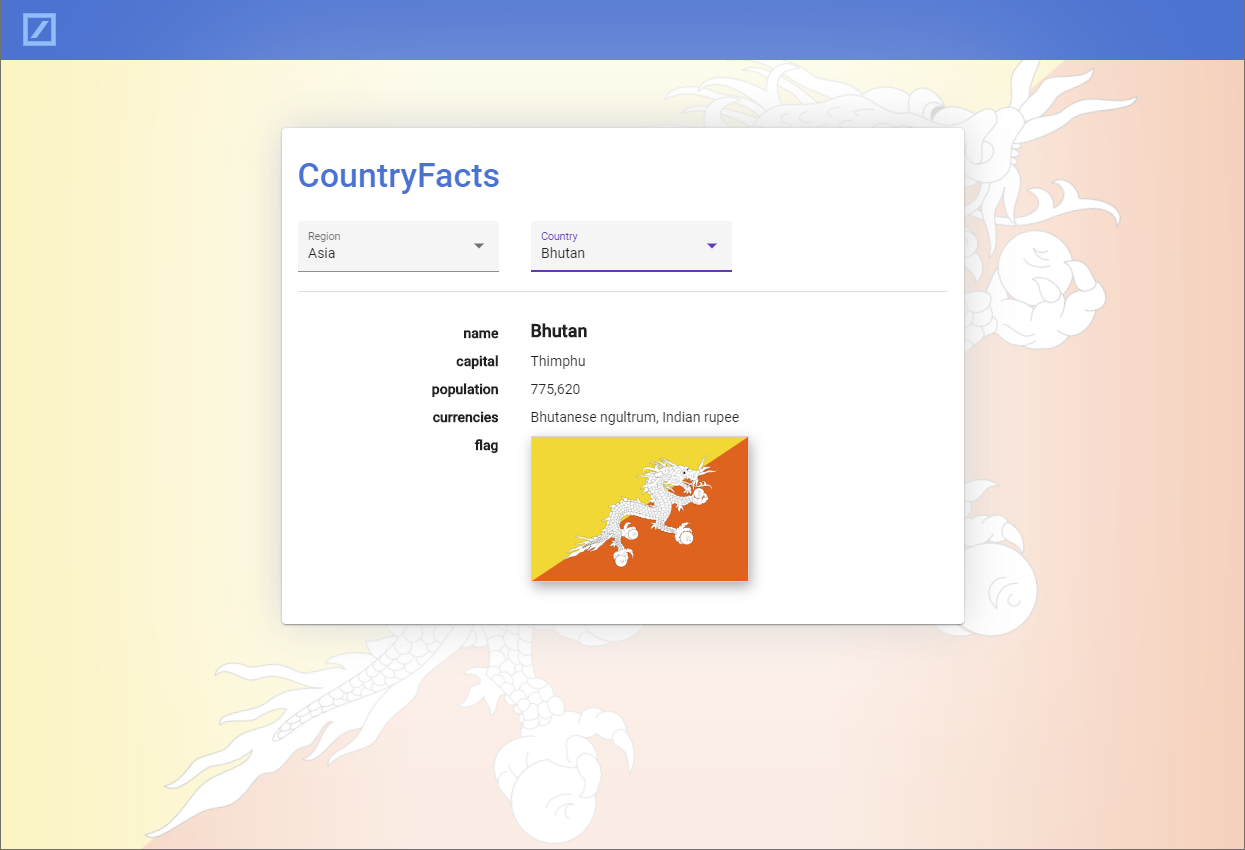 CountryFacts
Region
Asia
Country
Bhutan
name
Bhutan
capital
Thimphu
population
775,620
currencies
Bhutanese ngultrum, Indian rupee
flag